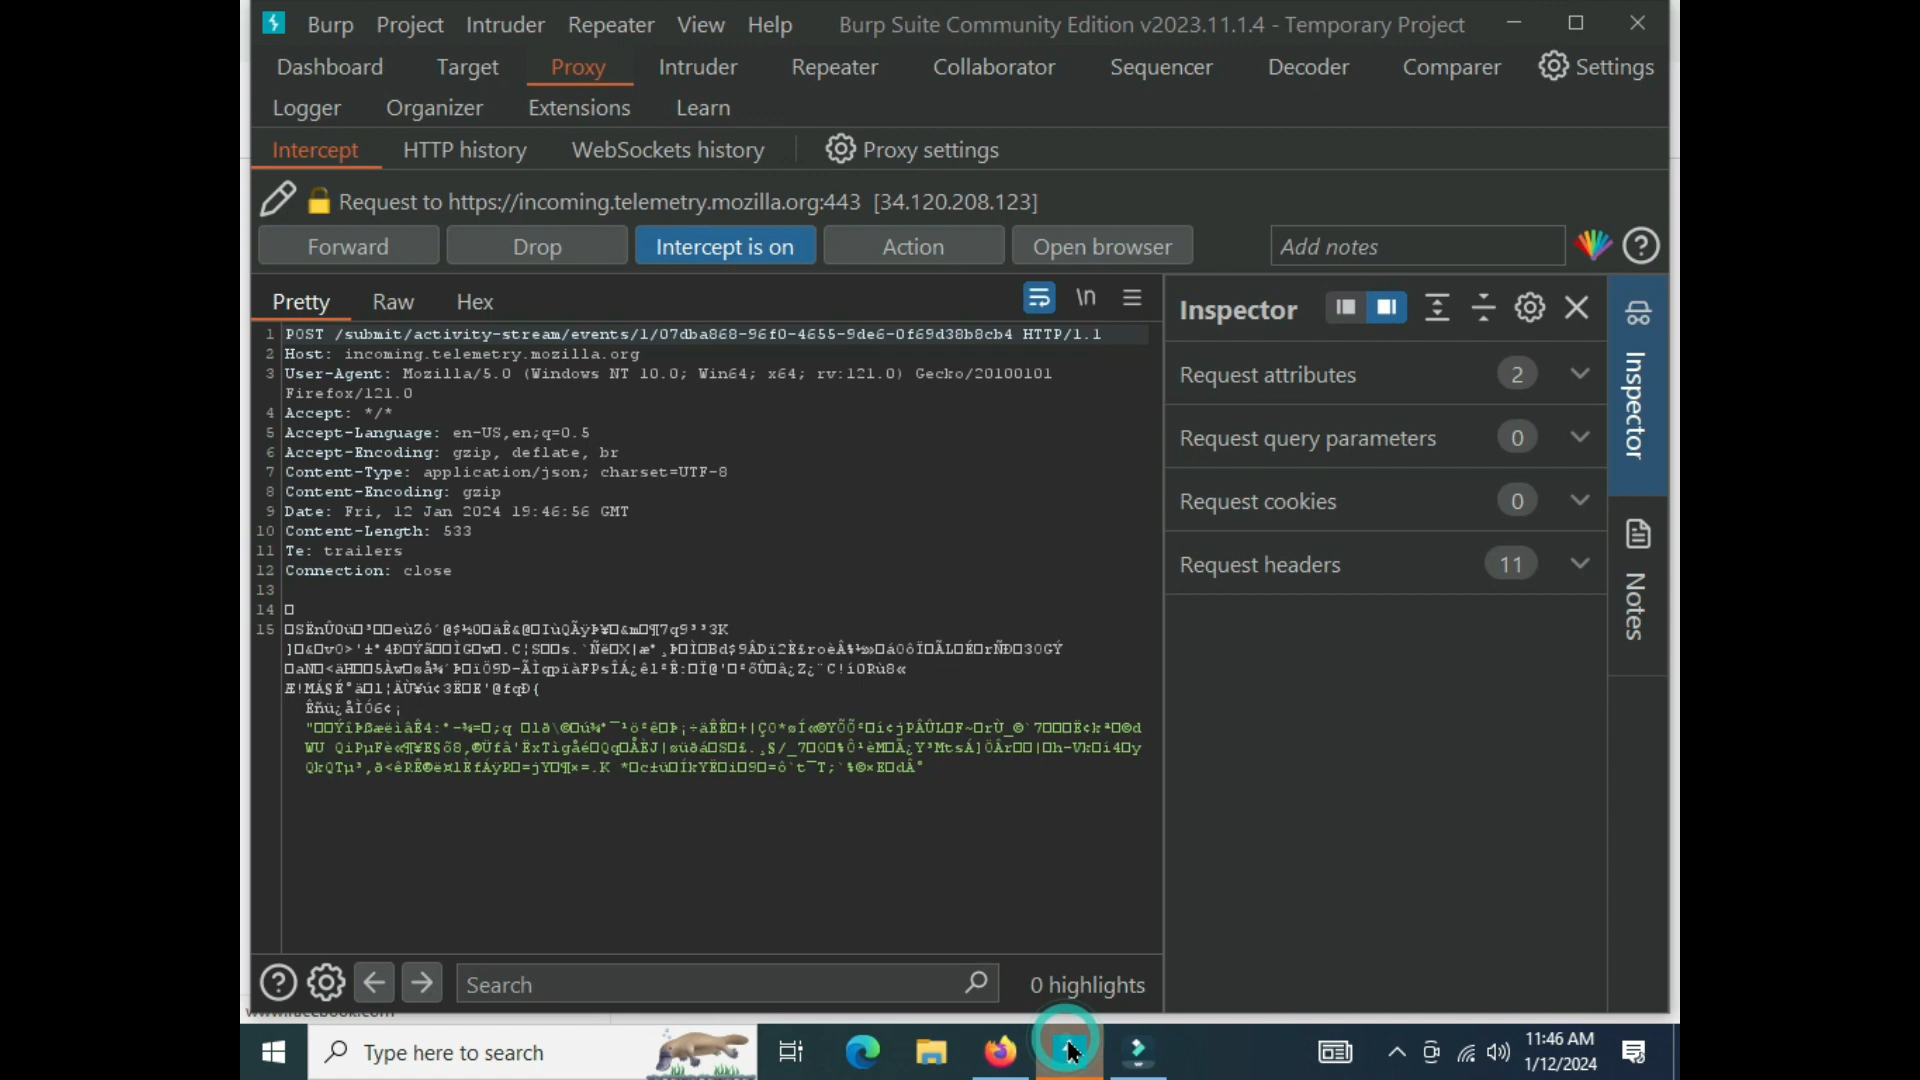 Burp Project Intruder Repeater View Help Burp Suite Community Edition v2023.11.1.4 - Temporary Project
Dashboard Target Proxy Intruder Repeater Collaborator Sequencer Decoder Comparer Settings
Logger Organizer Extensions Learn
Intercept HTTP history WebSockets history Proxy settings
Request to https://incoming.telemetry.mozilla.org:443 [34.120.208.123]
Forward Drop Intercept is on Action Open browser Add notes
Pretty Raw Hex \n
1 POST /submit/activity-stream/events/1/07dba868-96f0-4655-9de6-0f69d38b8cb4 HTTP/1.1
2 Host: incoming.telemetry.mozilla.org
3 User-Agent: Mozilla/5.0 (Windows NT 10.0; Win64; x64; rv:121.0) Gecko/20100101
Firefox/121.0
4 Accept: */*
5 Accept-Language: en-US,en;q=0.5
6 Accept-Encoding: gzip, deflate, br
7 Content-Type: application/json; charset=UTF-8
8 Content-Encoding: gzip
9 Date: Fri, 12 Jan 2024 19:46:56 GMT
10 Content-Length: 533
11 Te: trailers
12 Connection: close
13
14
15
Inspector
Request attributes 2
Request query parameters 0
Request cookies 0
Request headers 11
Inspector
Notes
Search 0 highlights
Type here to search
11:46 AM
1/12/2024